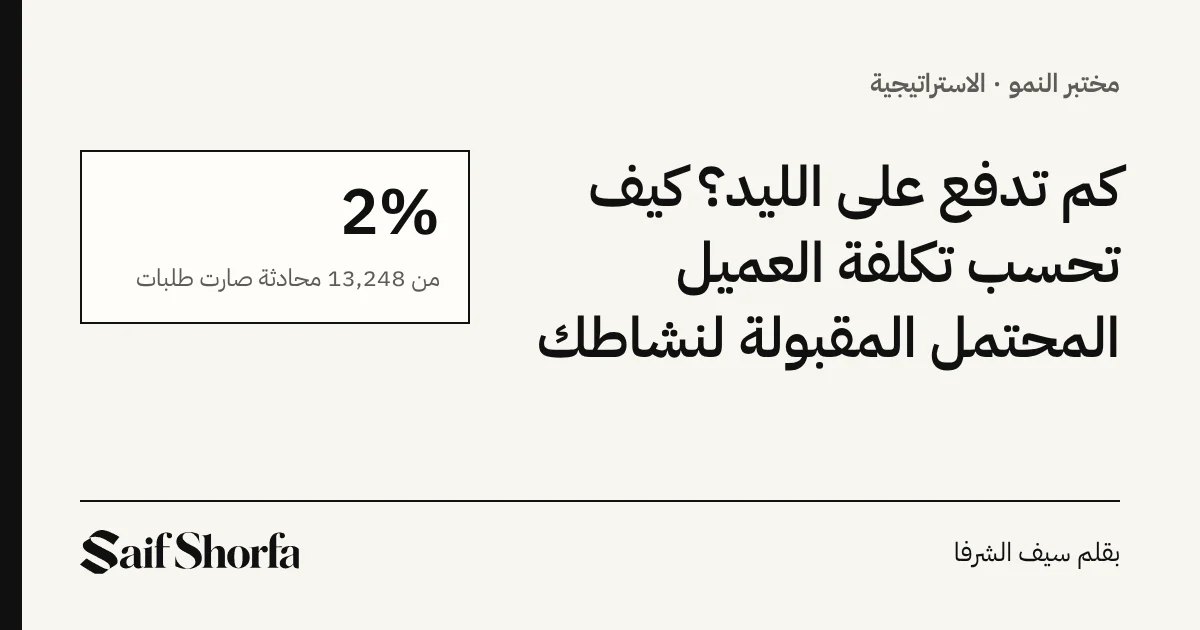 مختبر النمو · الاستراتيجية
كم تدفع على الليد؟ كيف
تحسب تكلفة العميل
المحتمل المقبولة لنشاطك
2%
من 13,248 محادثة صارت طلبات
بقلم سيف الشرفا
Saif Shorfa